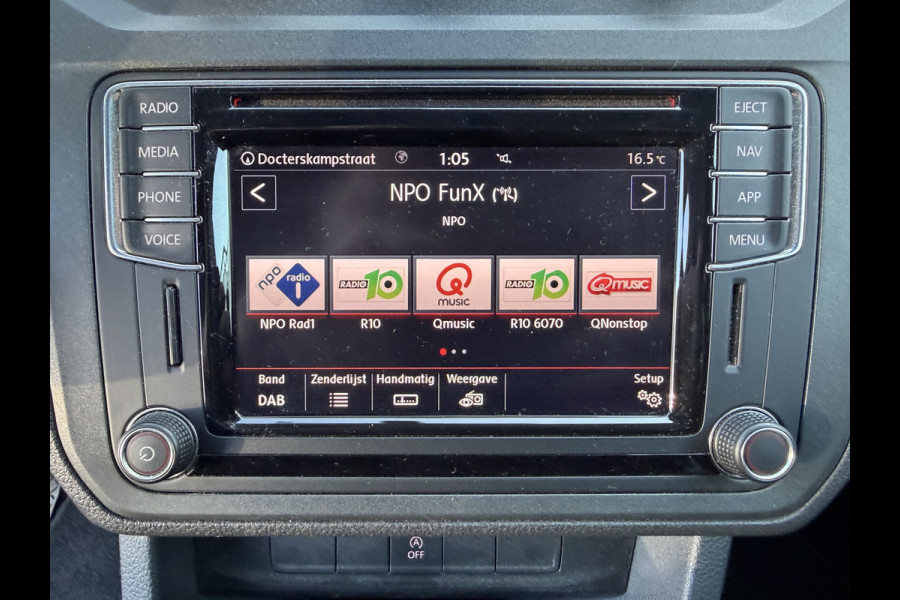 RADIO
MEDIA
PHONE
VOICE
EJECT
NAV
APP
MENU
Docterskampstraat 1:05 16.5°C
< NPO FunX >
NPO
npo radio 1
RADIO 10
Q MUSIC
RADIO 10
Q MUSIC
NPO Rad1 R10 Qmusic R10 6070 QNonstop
Band Zenderlijst Handmatig Weergave Setup
DAB
A
OFF